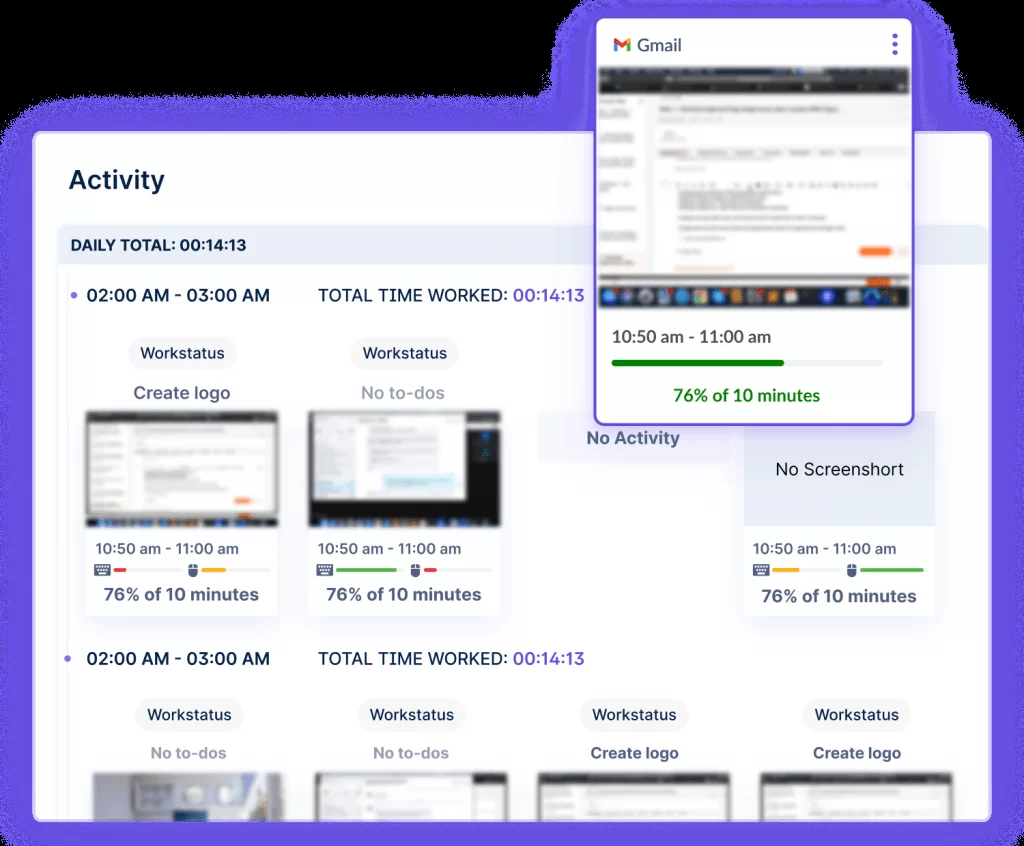 Gmail
10:50 am - 11:00 am
76% of 10 minutes
Activity
DAILY TOTAL: 00:14:13
02:00 AM - 03:00 AM TOTAL TIME WORKED: 00:14:13
Workstatus Workstatus
Create logo No to-dos
No Activity
No Screenshort
10:50 am - 11:00 am 10:50 am - 11:00 am 10:50 am - 11:00 am
76% of 10 minutes 76% of 10 minutes 76% of 10 minutes
02:00 AM - 03:00 AM TOTAL TIME WORKED: 00:14:13
Workstatus Workstatus Workstatus Workstatus
No to-dos No to-dos Create logo Create logo